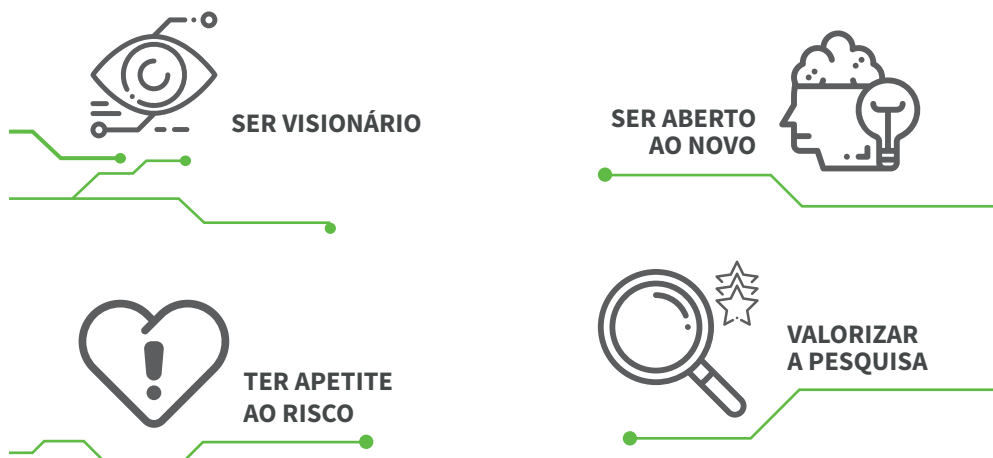 SER VISIONÁRIO
SER ABERTO
AO NOVO
TER APETITE
AO RISCO
VALORIZAR
A PESQUISA